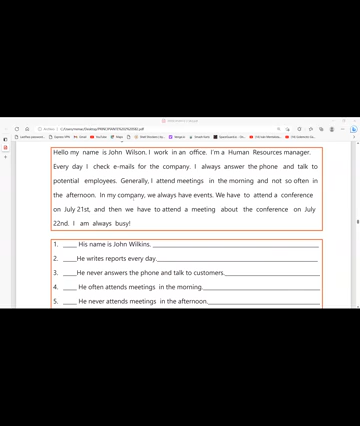 Hello my name is John Wilson. I work in an office. I'm a Human Resources manager.
Every day I check e-mails for the company. I always answer the phone and talk to
potential employees. Generally, I attend meetings in the morning and not so often in
the afternoon. In my company, we always have events. We have to attend a conference
on July 21st, and then we have to attend a meeting about the conference on July
22nd. I am always busy!
1. ____ His name is John Wilkins.
2. ____He writes reports every day.
3. ____He never answers the phone and talk to customers.
4. ____ He often attends meetings in the morning.
5. ____ He never attends meetings in the afternoon.